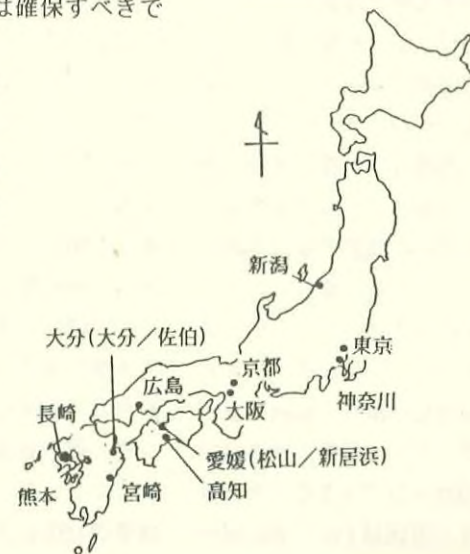 は確保すべきで
新潟
大分(大分／佐伯)
東京
京都
広島
神奈川
長崎
大阪
愛媛(松山／新居浜)
熊本
宮崎
高知